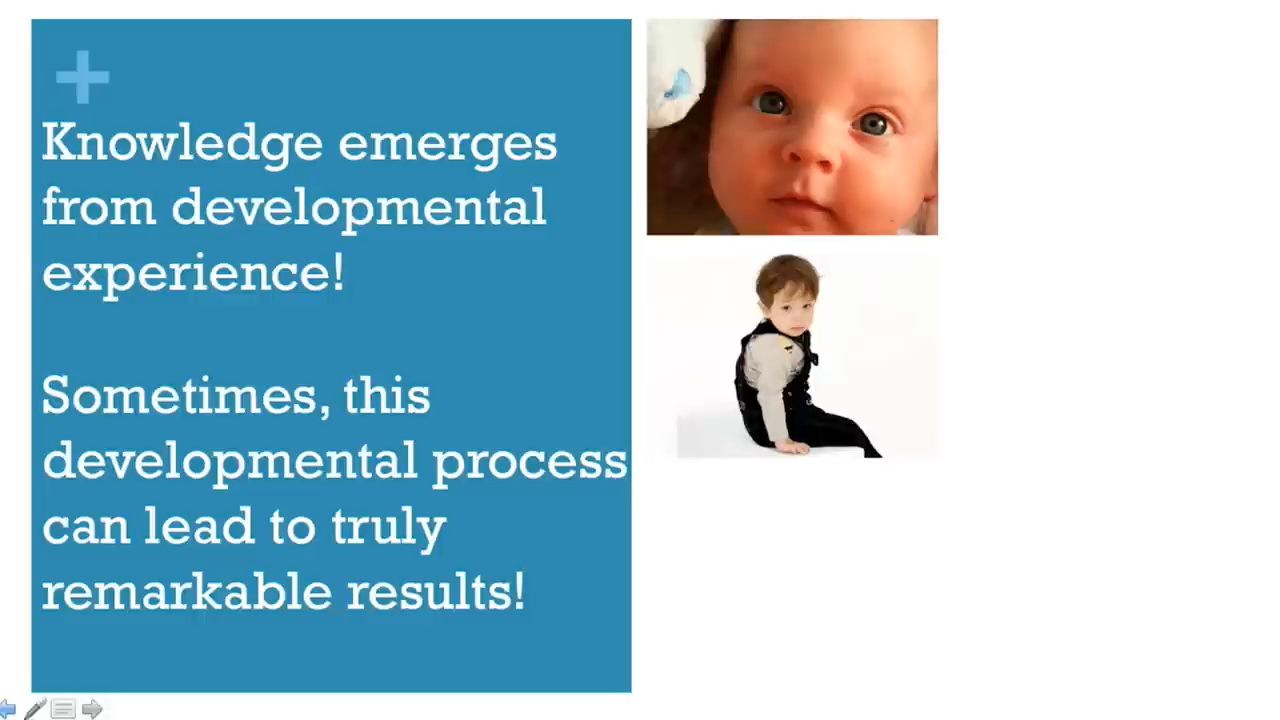 +
Knowledge emerges
from developmental
experience!
Sometimes, this
developmental process
can lead to truly
remarkable results!